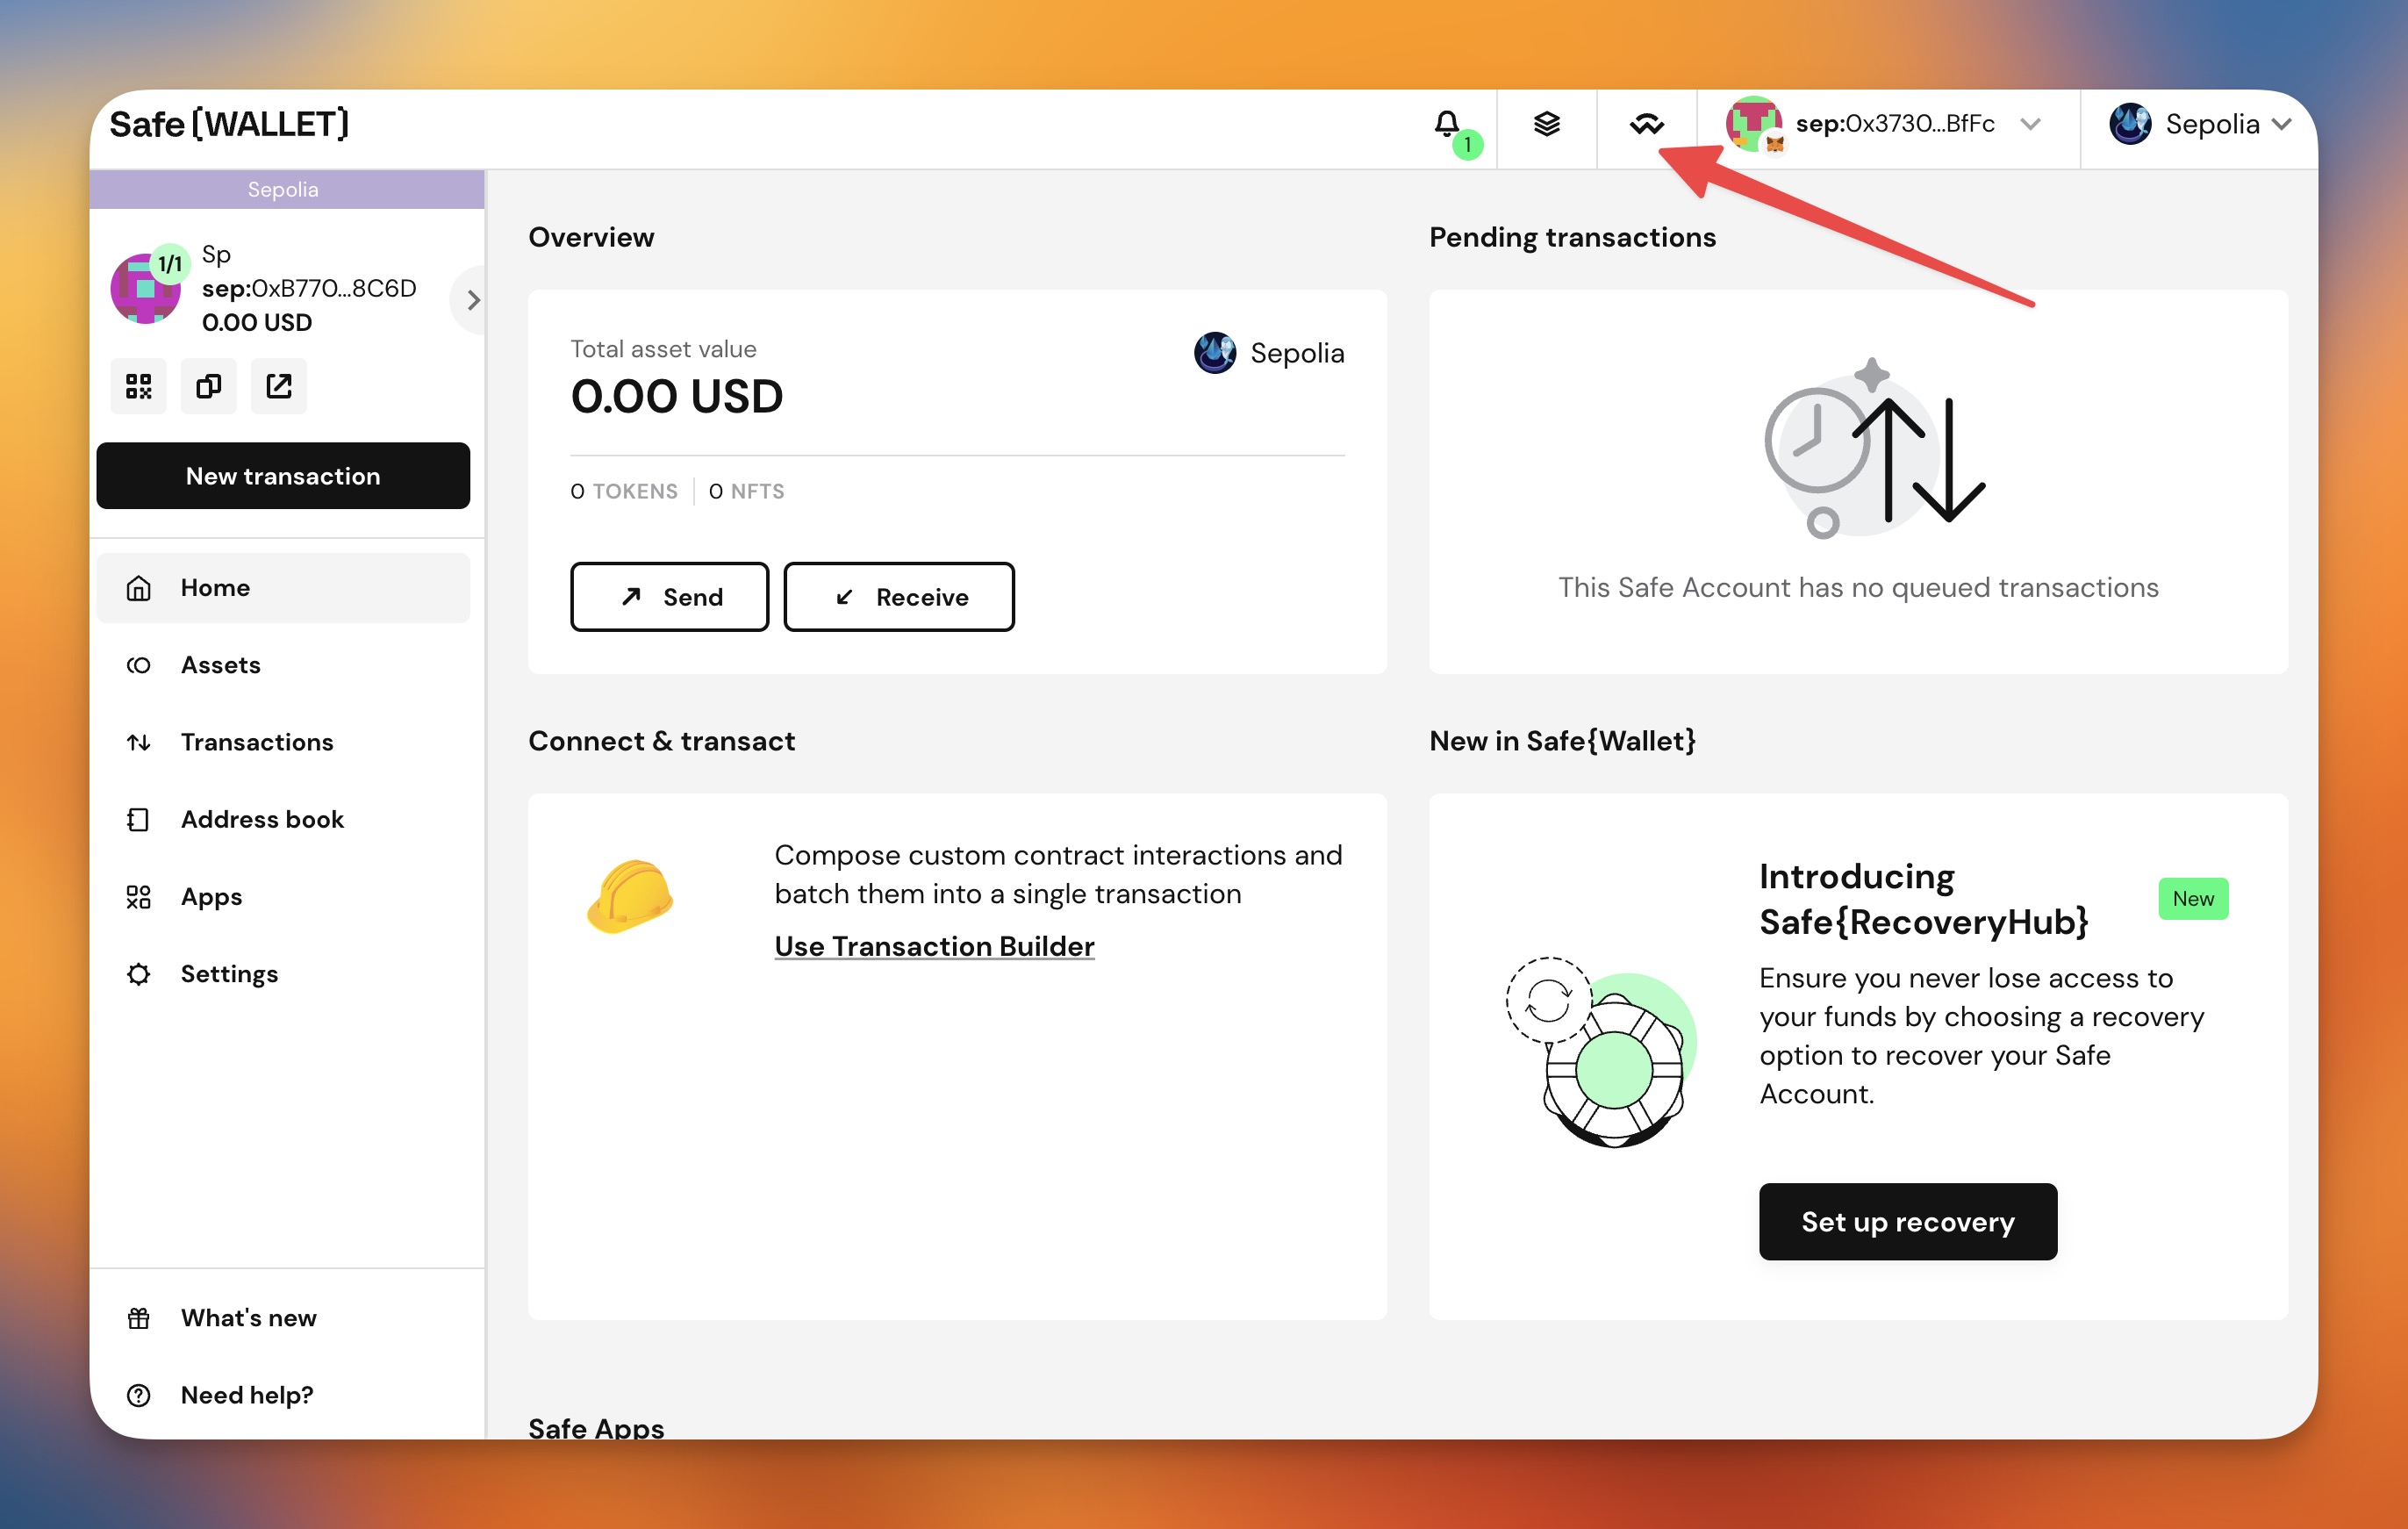 Safe{WALLET}
1
sep:0x3730...BfFc
Sepolia
Sepolia
1/1
Sp
sep:0xB770...8C6D
0.00 USD
New transaction
Home
Assets
Transactions
Address book
Apps
Settings
What's new
Need help?
Overview
Total asset value
0.00 USD
Sepolia
0 TOKENS
0 NFTS
Send
Receive
Pending transactions
This Safe Account has no queued transactions
Connect & transact
Compose custom contract interactions and
batch them into a single transaction
Use Transaction Builder
New in Safe{Wallet}
Introducing
Safe{RecoveryHub}
New
Ensure you never lose access to
your funds by choosing a recovery
option to recover your Safe
Account.
Set up recovery
Safe Apps